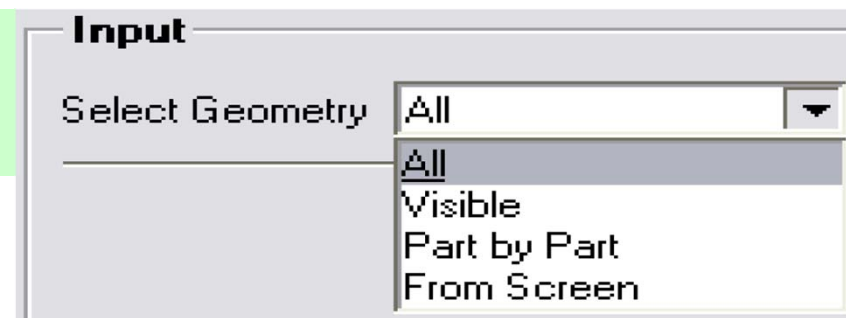 Input
Select Geometry All
All
Visible
Part by Part
From Screen